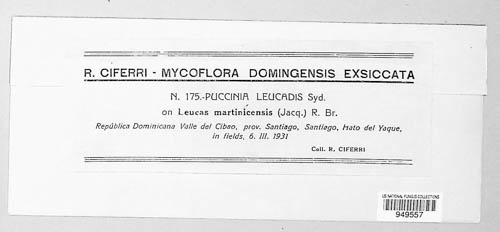 R. CIFERRI - MYCOFLORA DOMINGENSIS EXSICCATA
N. 175.-PUCCINIA LEUCADIS Syd.
on Leucas martinicensis (Jacq.) R. Br.
República Dominicana Valle del Cibao, prov. Santiago, Santiago, Hato del Yaque,
in fields, 6. III. 1931
Coll. R. CIFERRI
US NATIONAL FUNGUS COLLECTIONS
949557